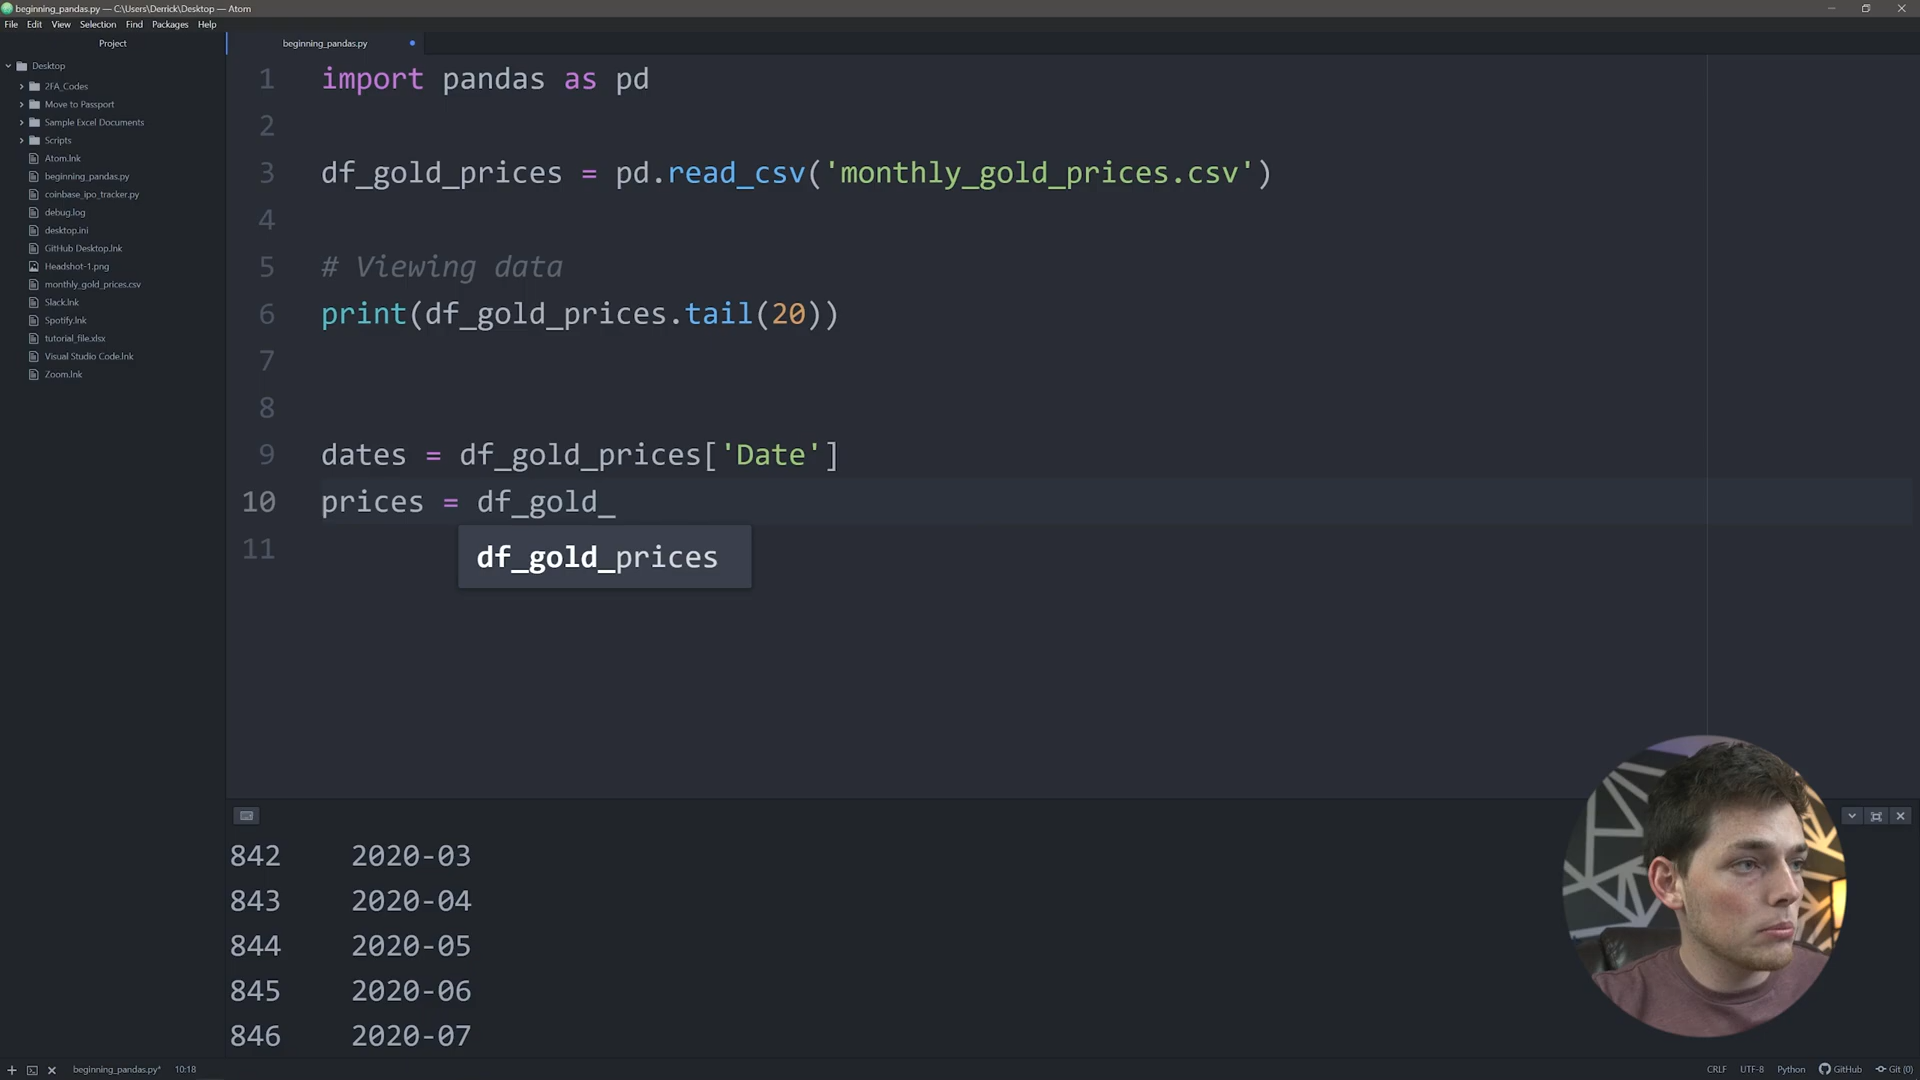 beginning_pandas.py — C:\Users\Derrick\Desktop — Atom
File Edit View Selection Find Packages Help
Project
Desktop
2FA_Codes
Move to Passport
Sample Excel Documents
Scripts
Atom.lnk
beginning_pandas.py
coinbase_ipo_tracker.py
debug.log
desktop.ini
GitHub Desktop.lnk
Headshot-1.png
monthly_gold_prices.csv
Slack.lnk
Spotify.lnk
tutorial_file.xlsx
Visual Studio Code.lnk
Zoom.lnk
beginning_pandas.py
1 import pandas as pd
2
3 df_gold_prices = pd.read_csv('monthly_gold_prices.csv')
4
5 # Viewing data
6 print(df_gold_prices.tail(20))
7
8
9 dates = df_gold_prices['Date']
10 prices = df_gold_
11
df_gold_prices
842 2020-03
843 2020-04
844 2020-05
845 2020-06
846 2020-07
beginning_pandas.py* 10:18 CRLF UTF-8 Python GitHub Git (0)